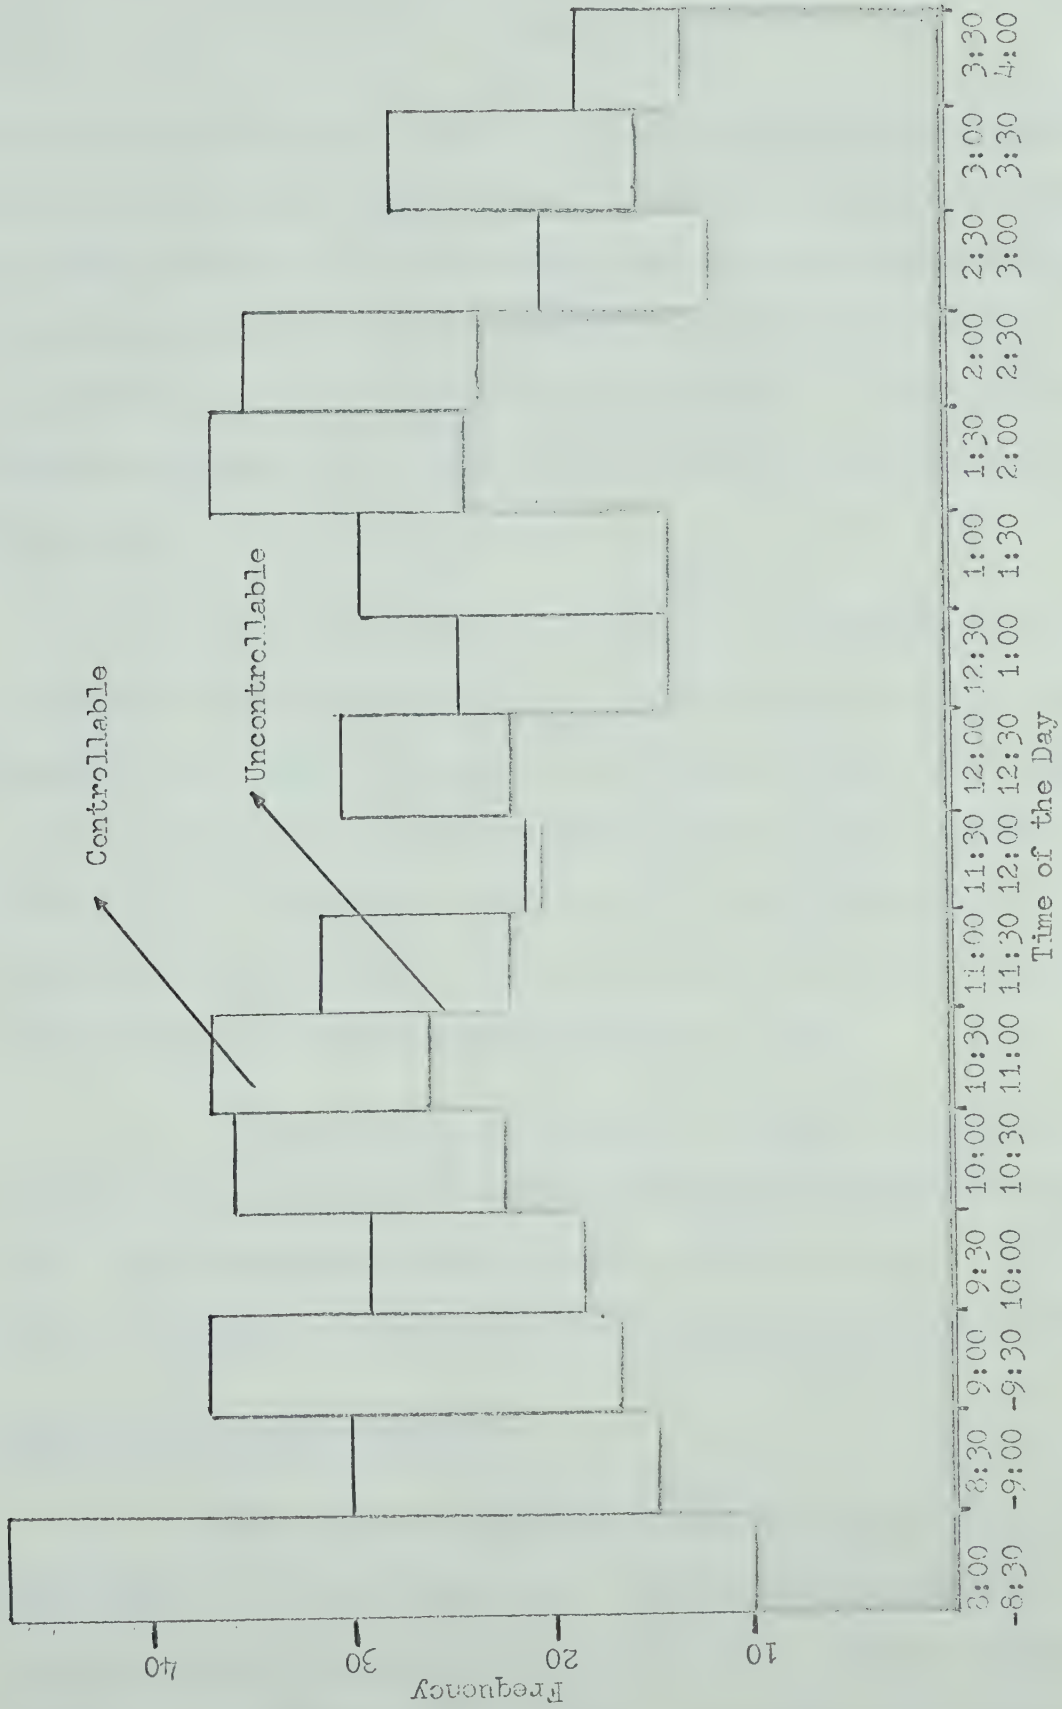 Controllable
Uncontrollable
40
30
20
10
Frequency
8:00 8:30 9:00 9:30 10:00 10:30 11:00 11:30 12:00 12:30 1:00 1:30 2:00 2:30 3:00 3:30
-8:30 -9:00 -9:30 10:00 10:30 11:00 11:30 12:00 12:30 1:00 1:30 2:00 2:30 3:00 3:30 4:00
Time of the Day